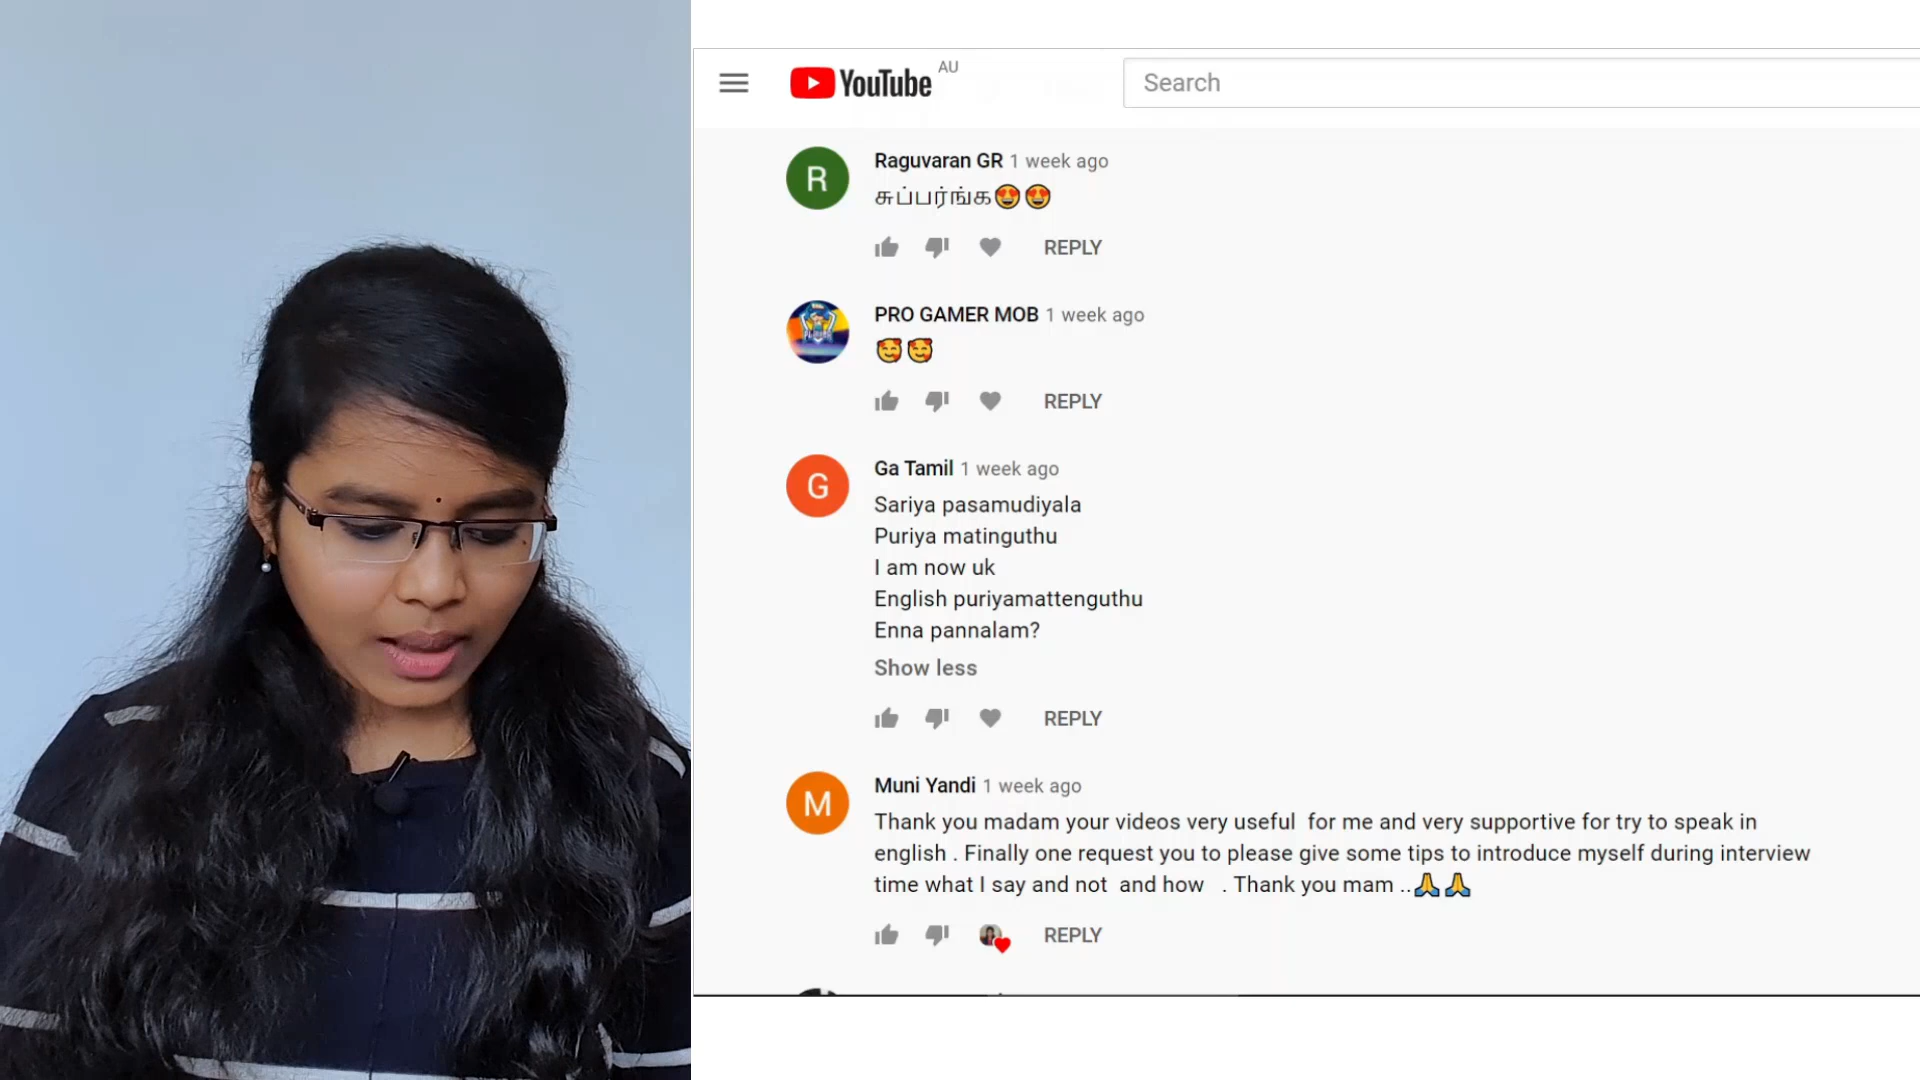 YouTube AU
Search
R
Raguvaran GR 1 week ago
சுப்பர்ங்க😍😍
REPLY
PRO GAMER MOB 1 week ago
🥰🥰
REPLY
G
Ga Tamil 1 week ago
Sariya pasamudiyala
Puriya matinguthu
I am now uk
English puriyamattenguthu
Enna pannalam?
Show less
REPLY
M
Muni Yandi 1 week ago
Thank you madam your videos very useful  for me and very supportive for try to speak in
english . Finally one request you to please give some tips to introduce myself during interview
time what I say and not  and how   . Thank you mam ..🙏🙏
REPLY